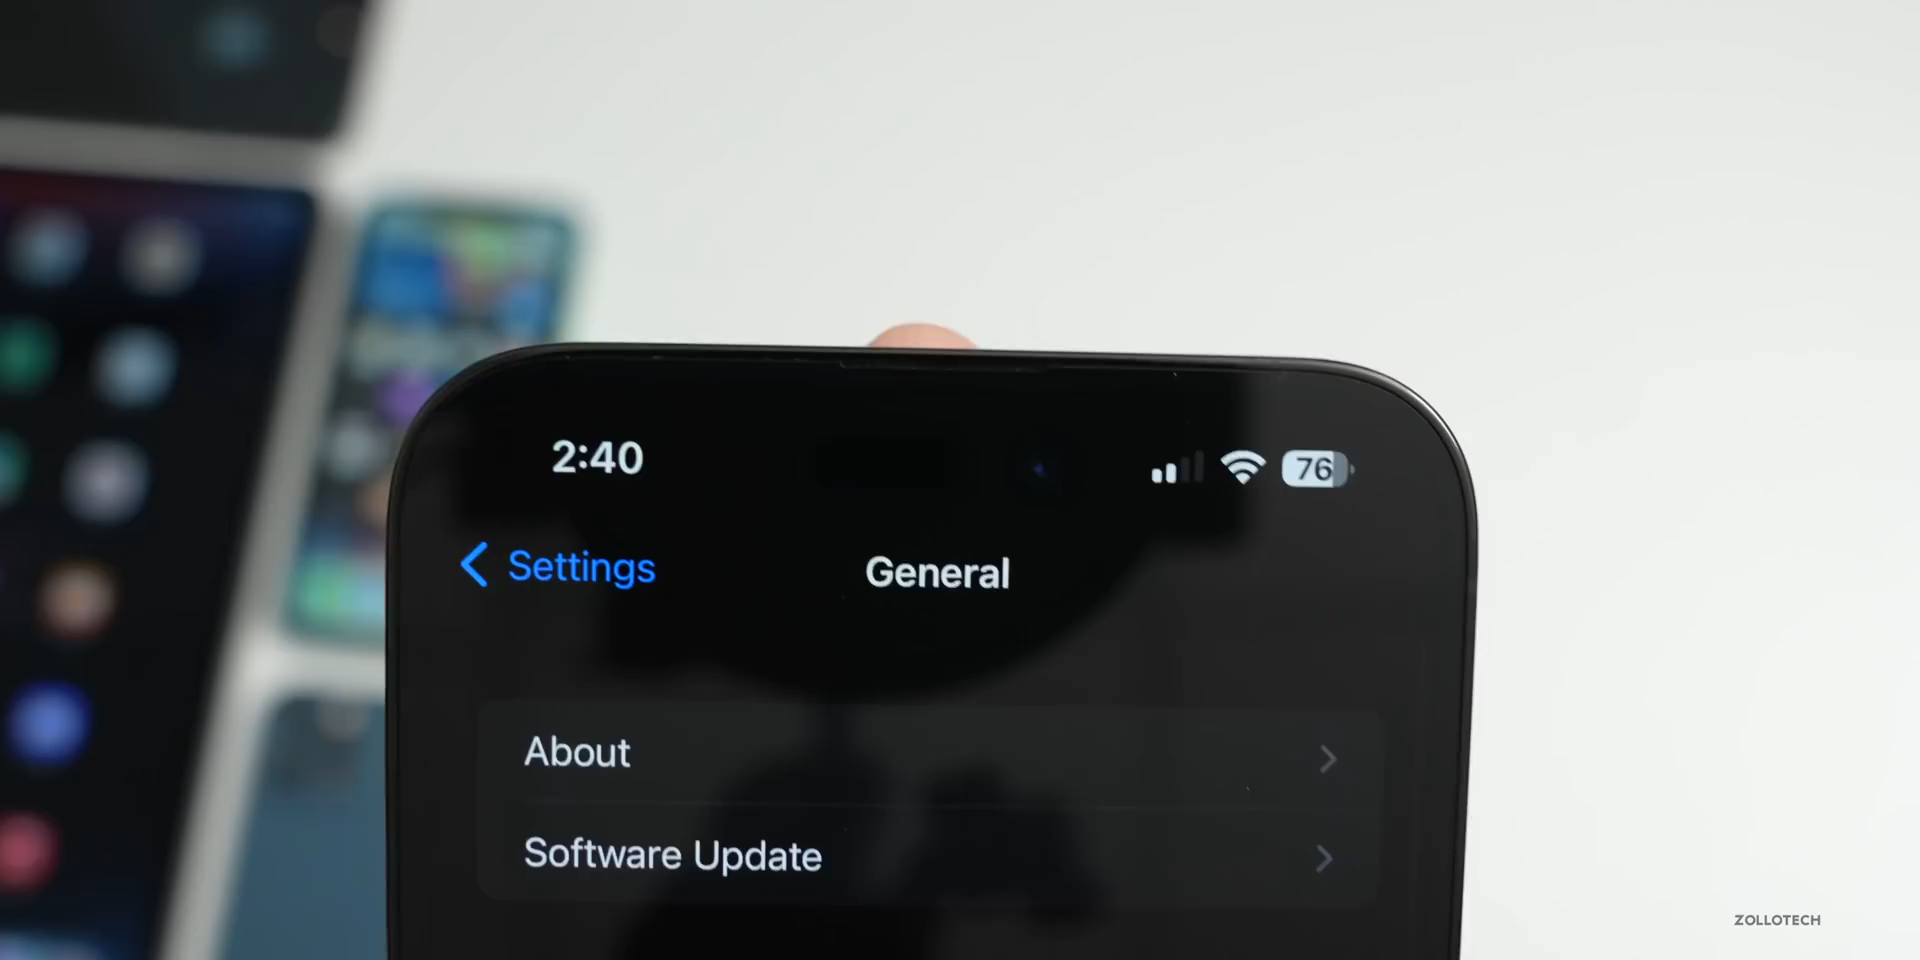 2:40
76
Settings
General
About
Software Update
ZOLLOTECH